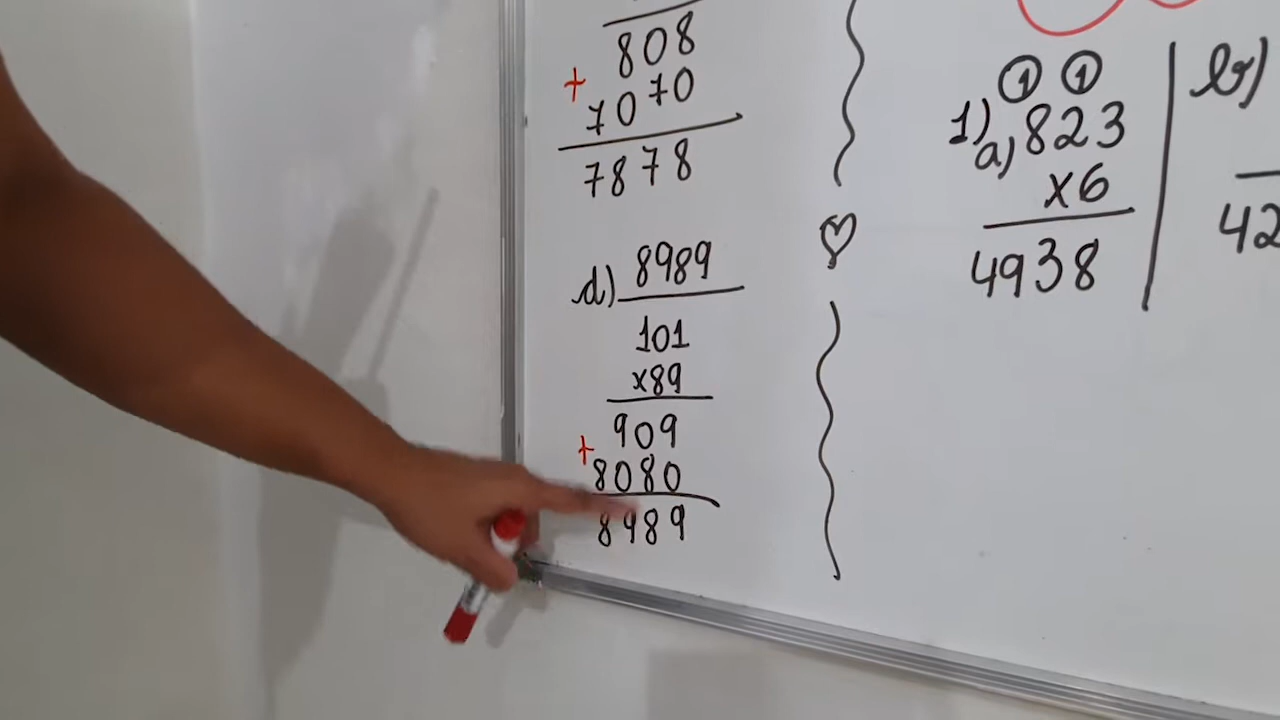 808
+
7070
7878
d) 8989
101
x89
909
+
8080
8989
1 1
1) a) 823
x6
4938
b)
42